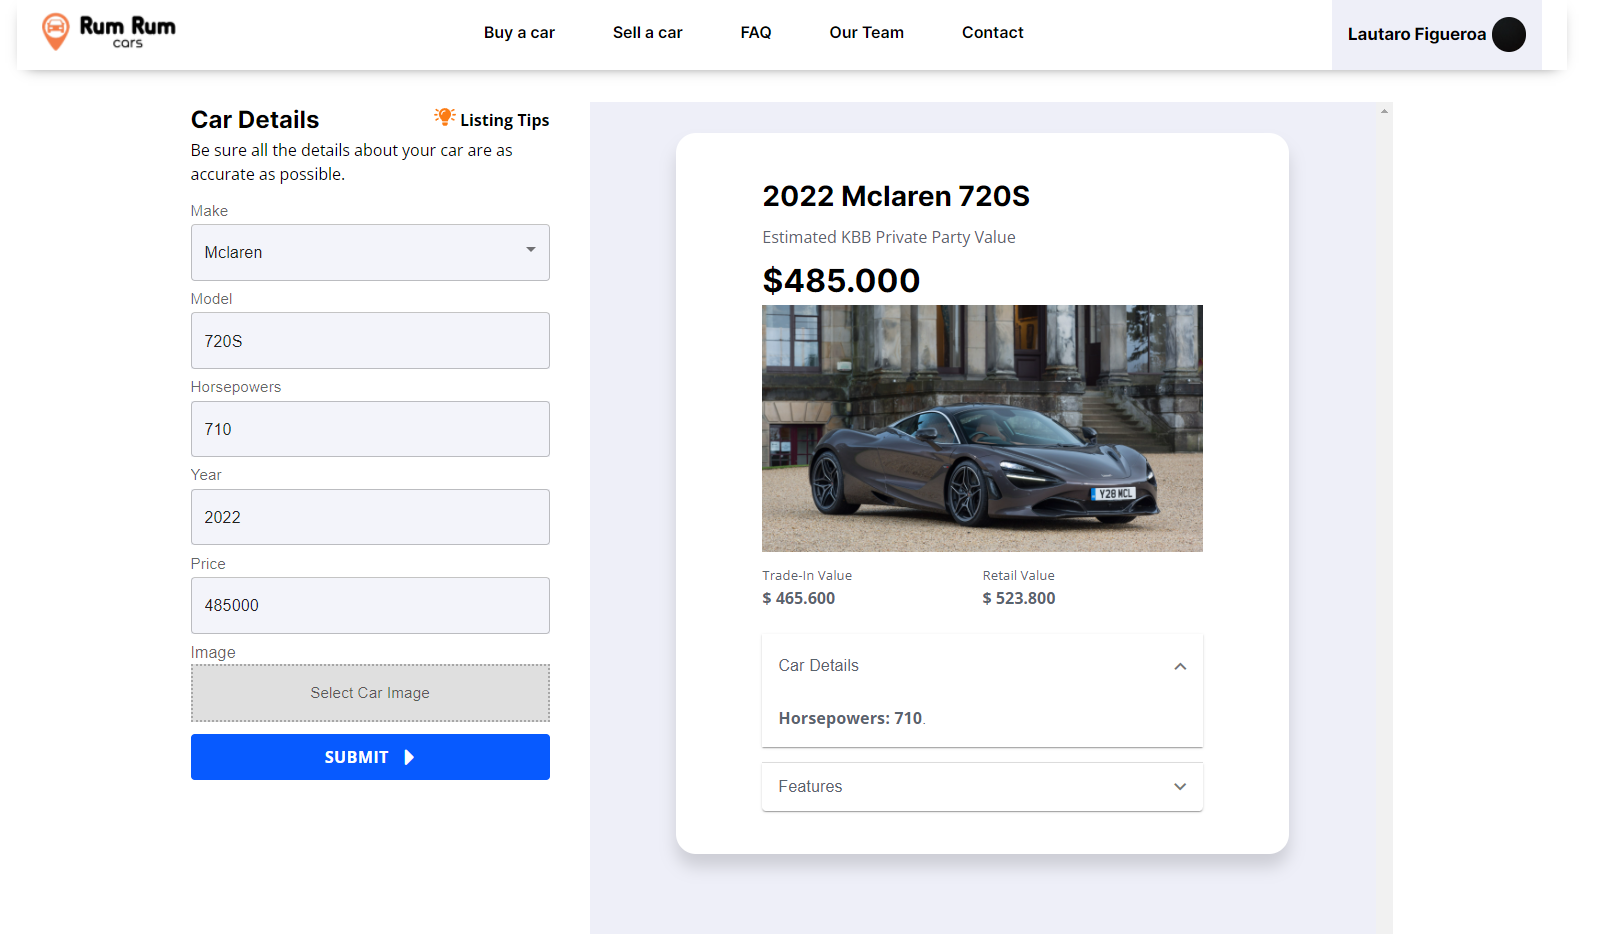 Rum Rum
cars
Buy a car
Sell a car
FAQ
Our Team
Contact
Lautaro Figueroa
Car Details
Listing Tips
Be sure all the details about your car are as
accurate as possible.
Make
Mclaren
Model
720S
Horsepowers
710
Year
2022
Price
485000
Image
Select Car Image
SUBMIT
2022 Mclaren 720S
Estimated KBB Private Party Value
$485.000
Y28 MCL
Trade-In Value
Retail Value
$ 465.600
$ 523.800
Car Details
Horsepowers: 710.
Features